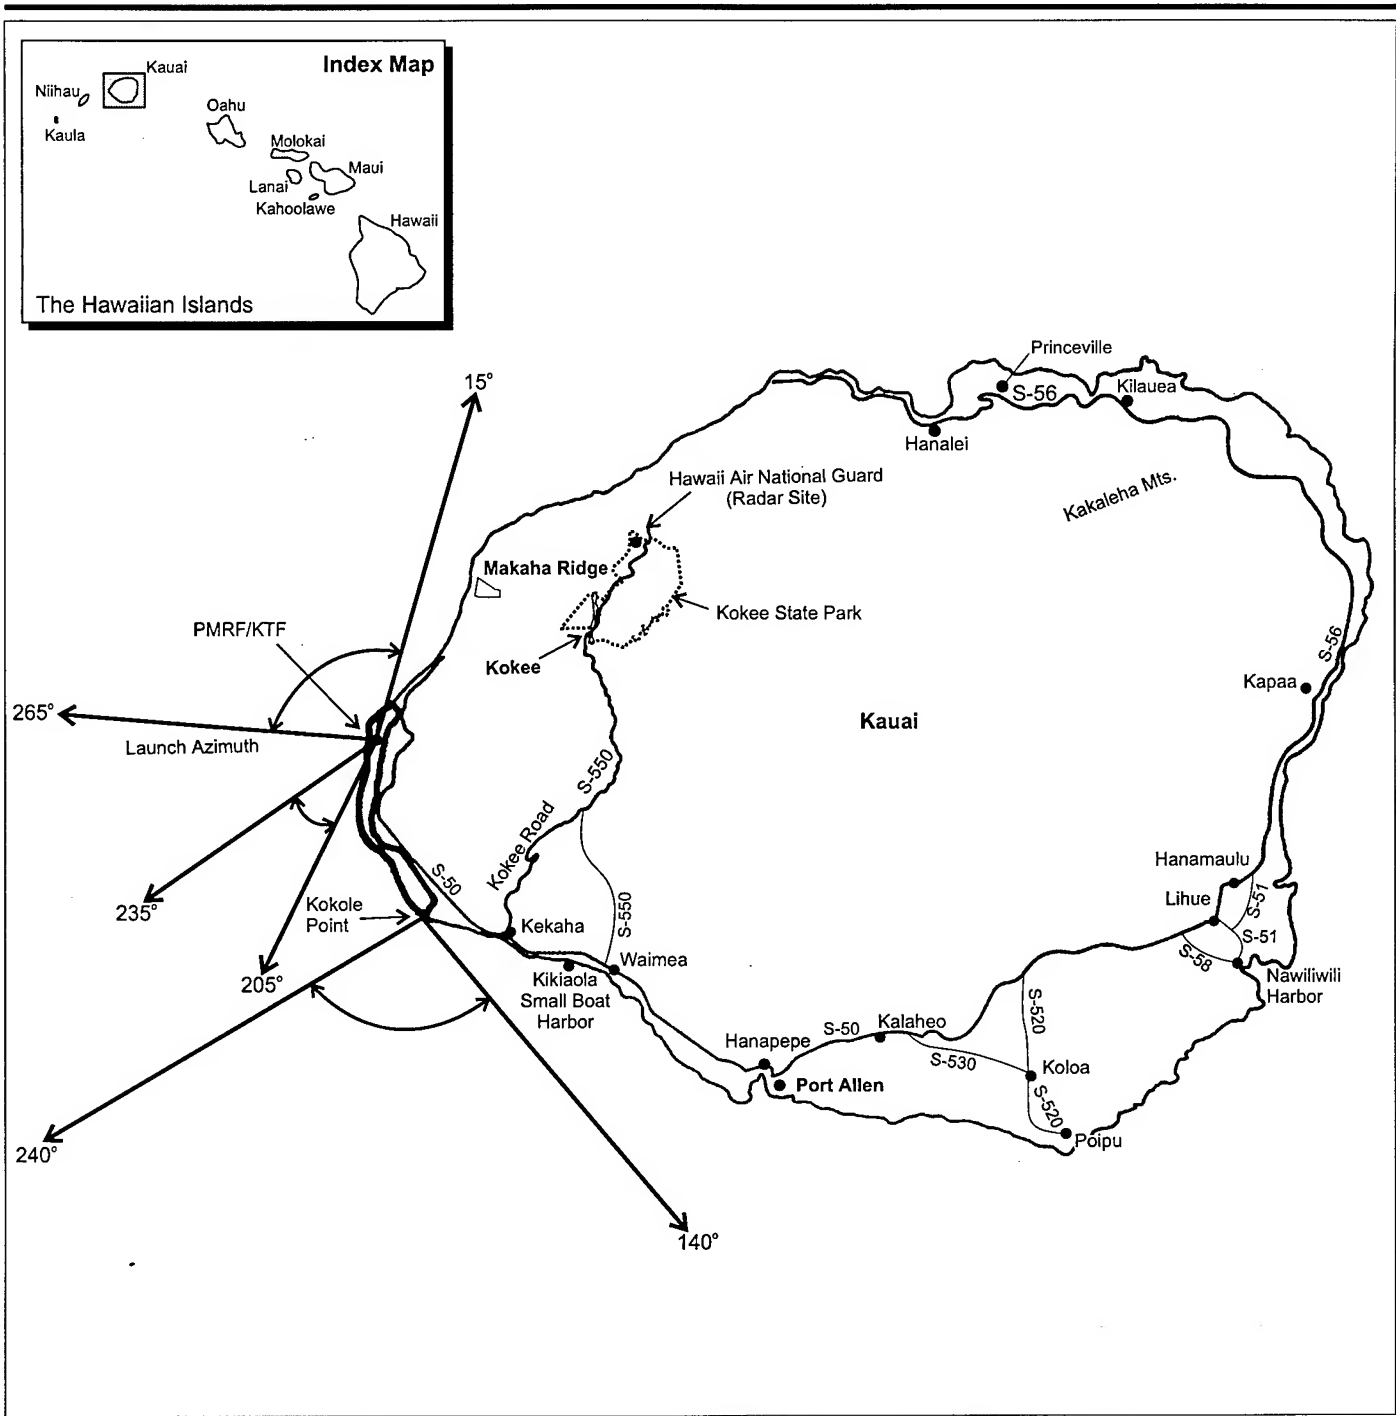 Index Map
Kauai
Niihau
Kaula
Oahu
Molokai
Maui
Lanai
Kahoolawe
Hawaii
The Hawaiian Islands
Princeville
S-56
Kilauea
15°
Hanalei
Hawaii Air National Guard
(Radar Site)
Kakaleha Mts.
Makaha Ridge
Kokee State Park
PMRF/KTF
Kokee
S-56
Kapaa
265°
Launch Azimuth
Kauai
S-550
Kokee Road
S-50
Hanamaulu
Lihue
S-51
S-51
S-58
Nawiliwili
Harbor
235°
Kokole
Point
Kekaha
S-550
Waimea
205°
Kikiaola
Small Boat
Harbor
S-520
Hanapepe
S-50
Kalaheo
S-530
Koloa
Port Allen
S-520
Poipu
240°
140°